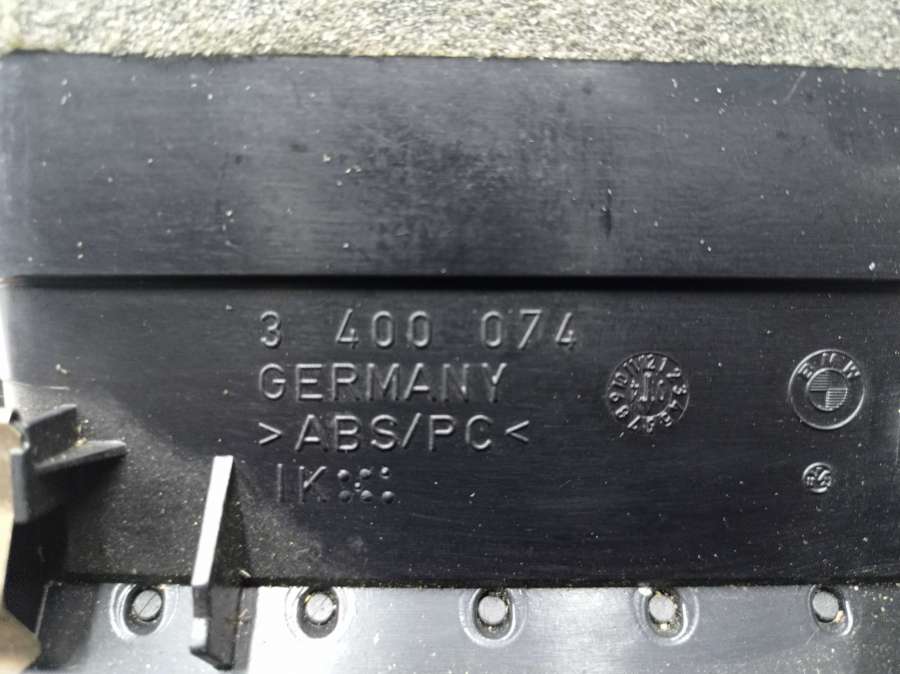 3 400 074
GERMANY
>ABS/PC<
IK
BMW